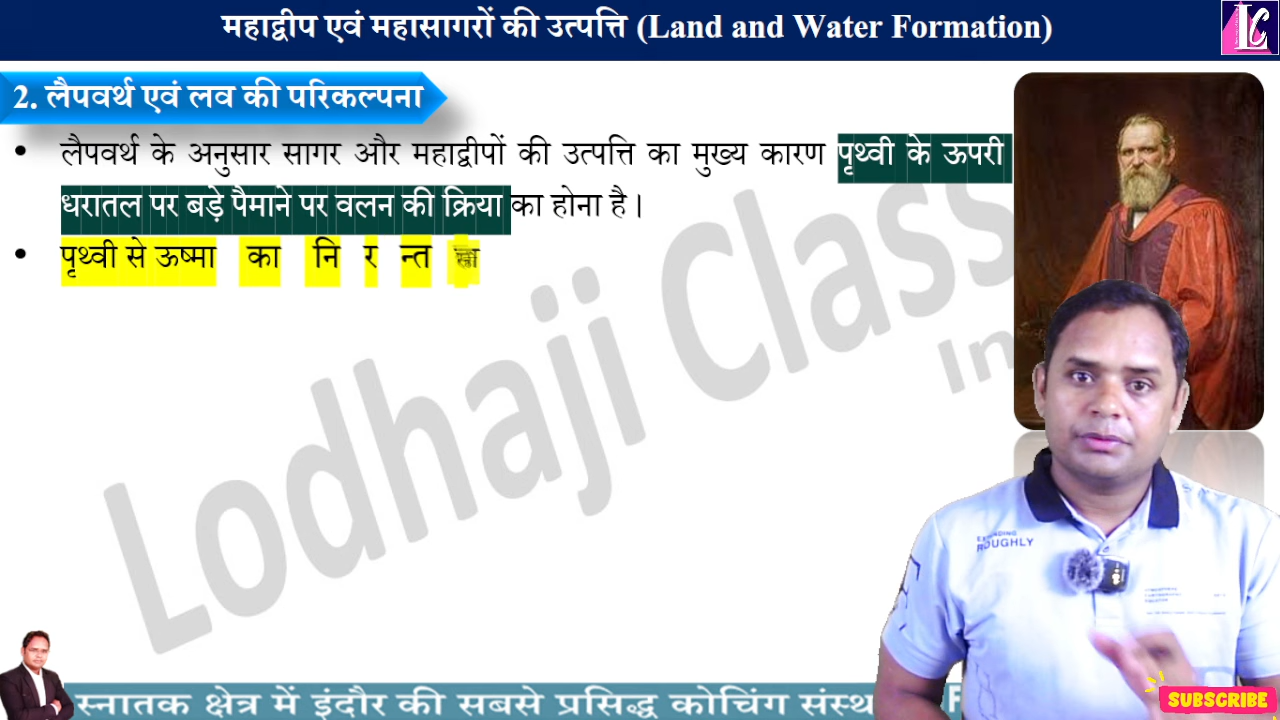 महाद्वीप एवं महासागरों की उत्पत्ति (Land and Water Formation)
LC
2. लैपवर्थ एवं लव की परिकल्पना
• लैपवर्थ के अनुसार सागर और महाद्वीपों की उत्पत्ति का मुख्य कारण पृथ्वी के ऊपरी
धरातल पर बड़े पैमाने पर वलन की क्रिया का होना है।
• पृथ्वी से ऊष्मा का नि र न्त
Lodhaji Class
In
ROUGHLY
स्नातक क्षेत्र में इंदौर की सबसे प्रसिद्ध कोचिंग संस्थ
SUBSCRIBE